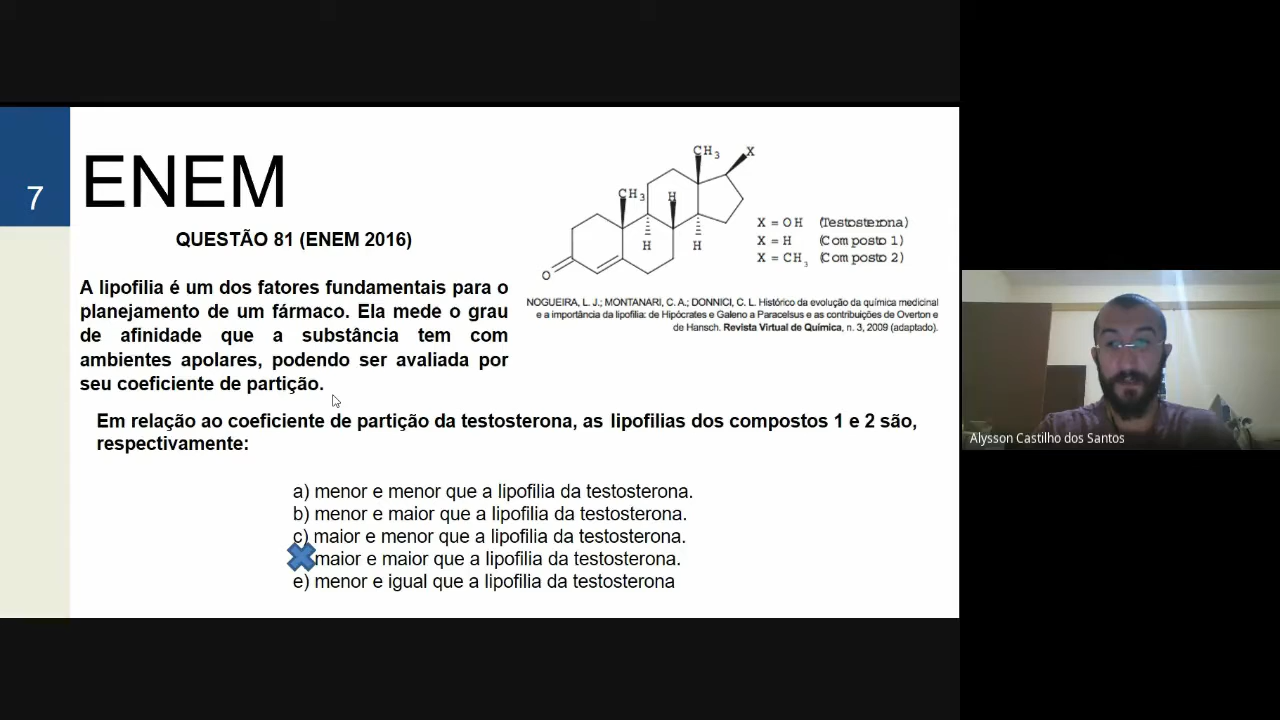 7
ENEM
QUESTÃO 81 (ENEM 2016)
A lipofilia é um dos fatores fundamentais para o
planejamento de um fármaco. Ela mede o grau
de afinidade que a substância tem com
ambientes apolares, podendo ser avaliada por
seu coeficiente de partição.
CH3
X
CH3
H
H
H
O
X = OH (Testosterona)
X = H (Composto 1)
X = CH3 (Composto 2)
NOGUEIRA, L. J.; MONTANARI, C. A.; DONNICI, C. L. Histórico da evolução da química medicinal
e a importância da lipofilia: de Hipócrates e Galeno a Paracelsus e as contribuições de Overton e
de Hansch. Revista Virtual de Química, n. 3, 2009 (adaptado).
Em relação ao coeficiente de partição da testosterona, as lipofilias dos compostos 1 e 2 são,
respectivamente:
a) menor e menor que a lipofilia da testosterona.
b) menor e maior que a lipofilia da testosterona.
c) maior e menor que a lipofilia da testosterona.
maior e maior que a lipofilia da testosterona.
e) menor e igual que a lipofilia da testosterona
Alysson Castilho dos Santos